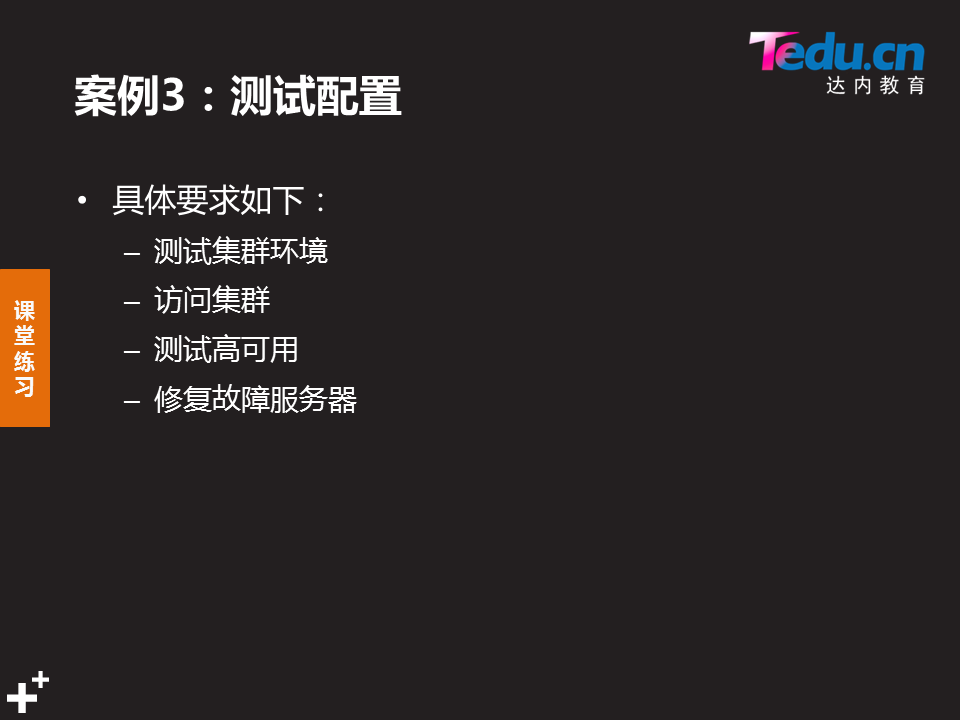 Tedu.cn
达内教育
案例3：测试配置
• 具体要求如下：
– 测试集群环境
– 访问集群
– 测试高可用
– 修复故障服务器
课
堂
练
习